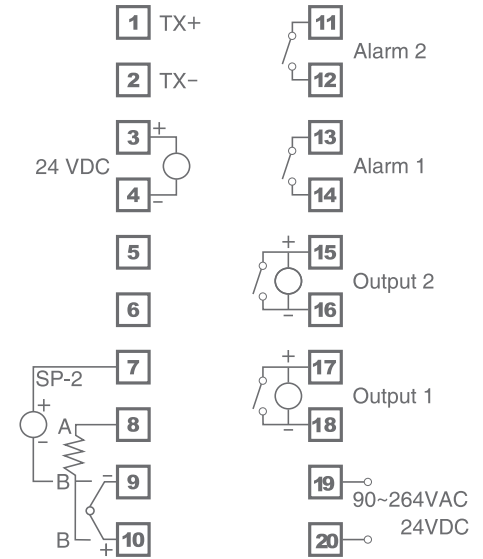 1 TX+ 11
Alarm 2
2 TX− 12
3 + 13
24 VDC Alarm 1
4 − 14
5 + 15
Output 2
6 − 16
7 + 17
SP-2
+ Output 1
A 8 − 18
−
B − 9 19
90~264VAC
24VDC
B + 10 20